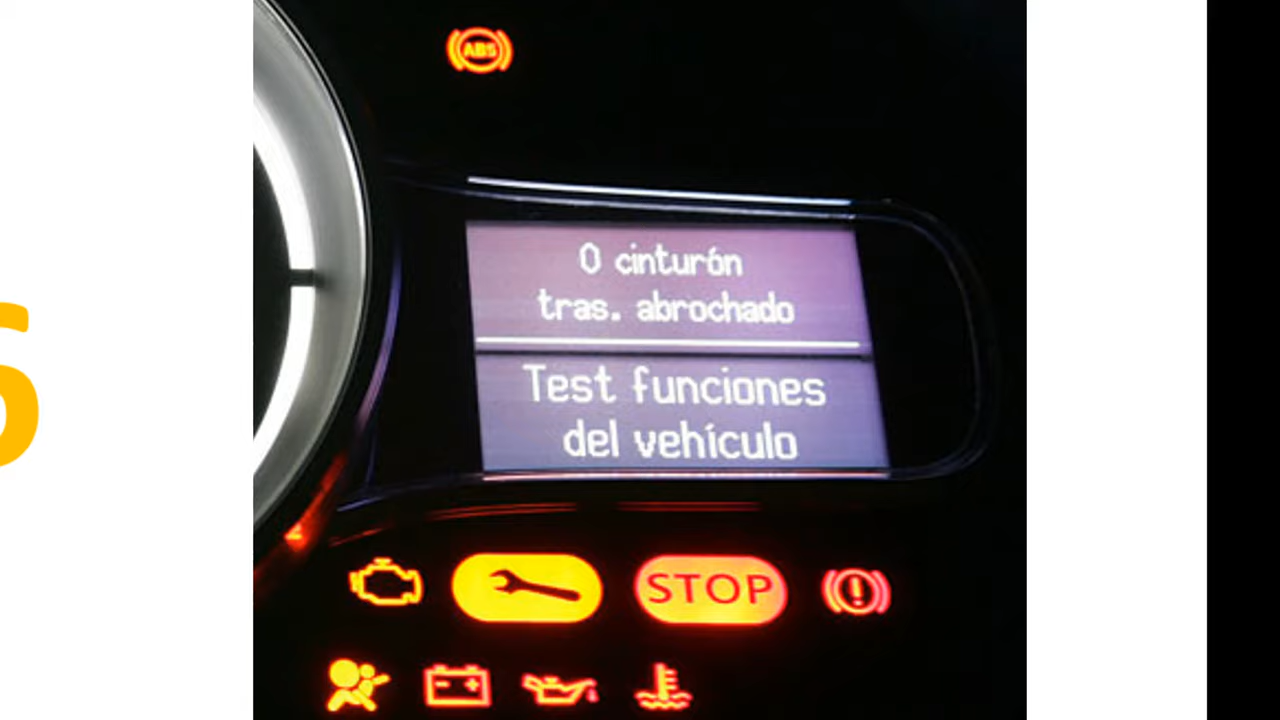 ABS
0 cinturón
tras. abrochado
Test funciones
del vehículo
STOP